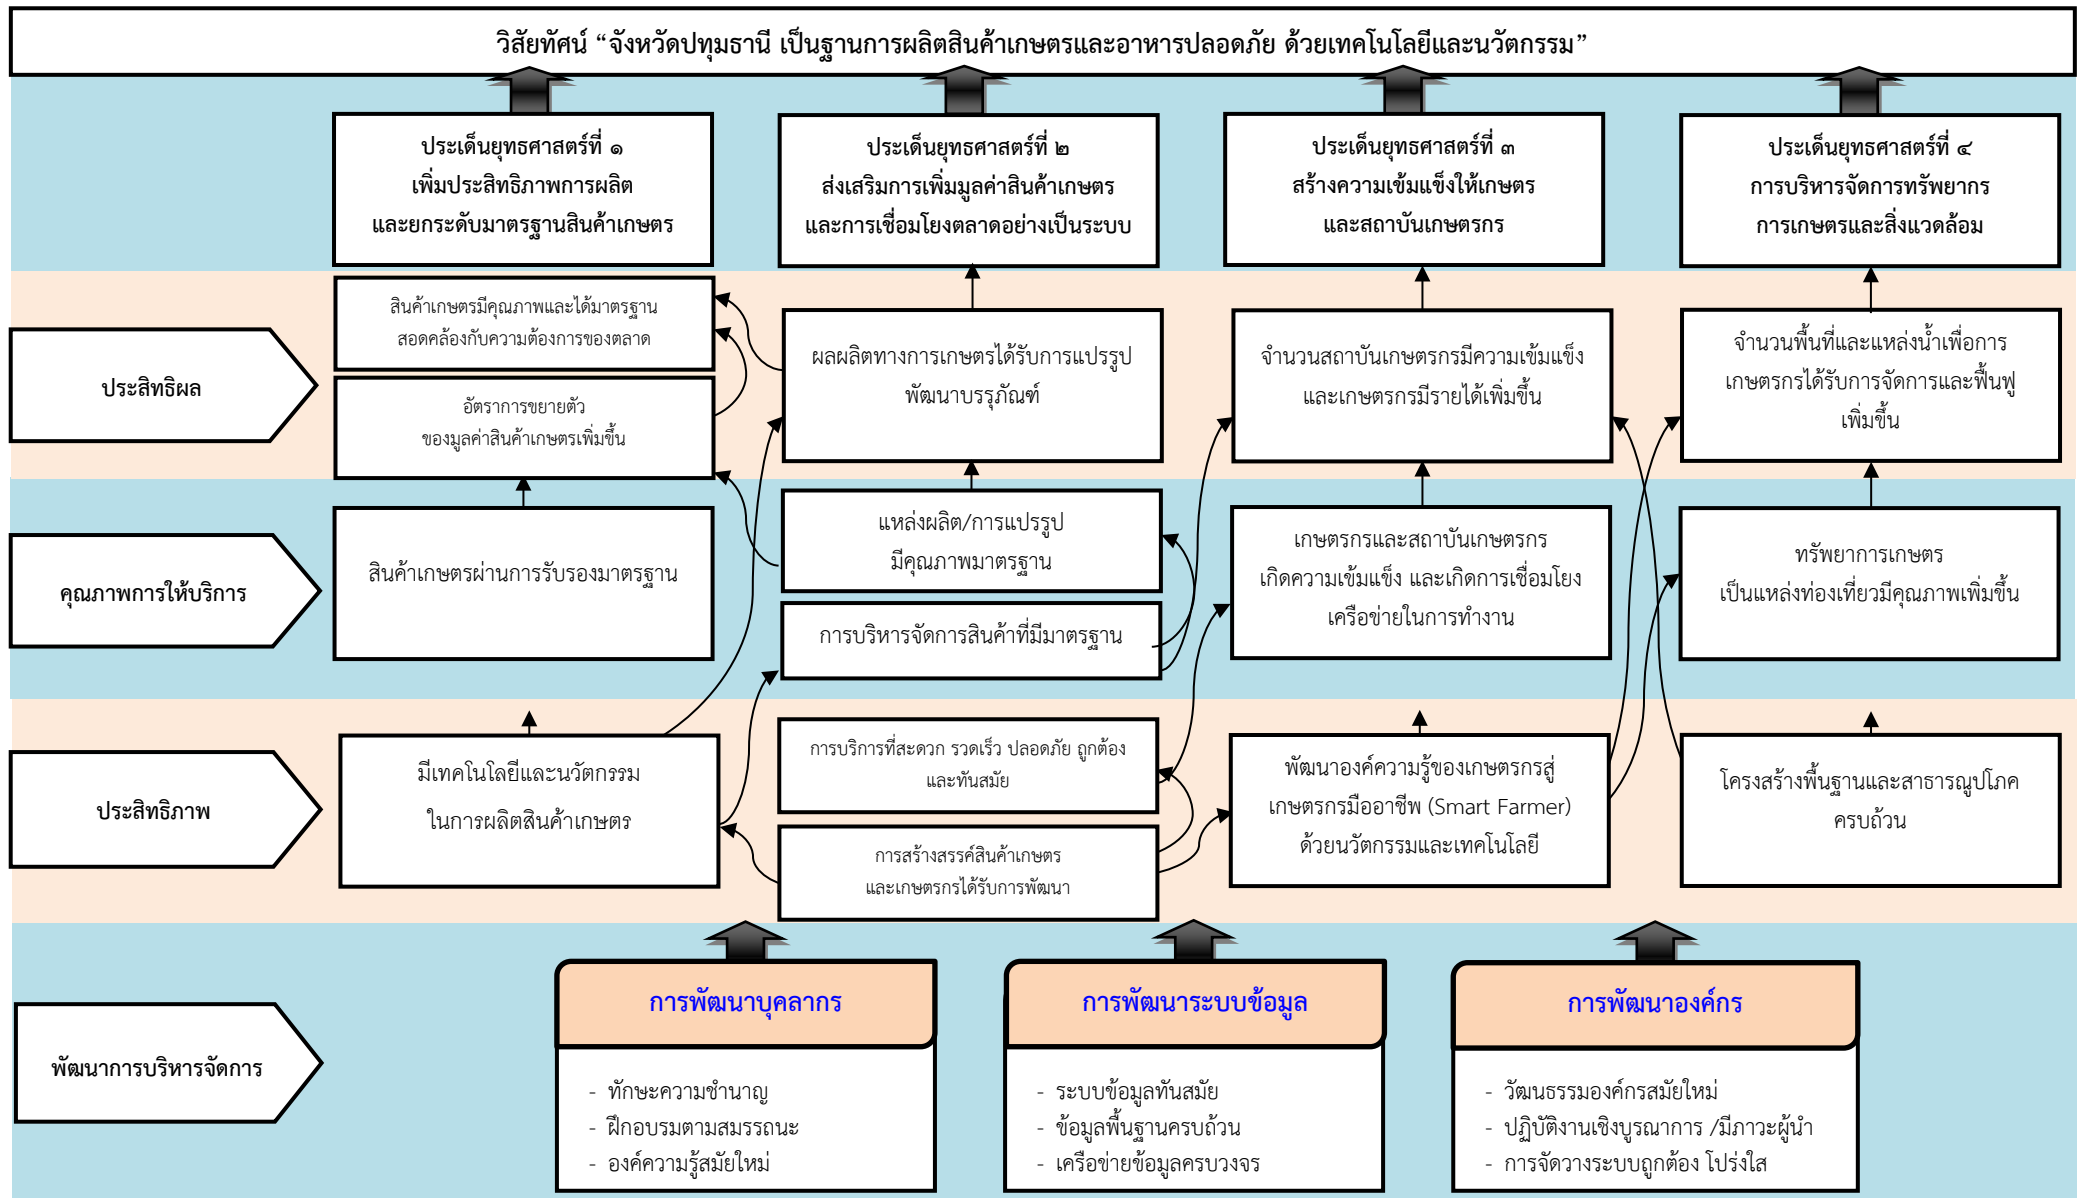 วิสัยทัศน์ “จังหวัดปทุมธานี เป็นฐานการผลิตสินค้าเกษตรและอาหารปลอดภัย ด้วยเทคโนโลยีและนวัตกรรม”
ประเด็นยุทธศาสตร์ที่ ๑
เพิ่มประสิทธิภาพการผลิต
และยกระดับมาตรฐานสินค้าเกษตร
ประเด็นยุทธศาสตร์ที่ ๒
ส่งเสริมการเพิ่มมูลค่าสินค้าเกษตร
และการเชื่อมโยงตลาดอย่างเป็นระบบ
ประเด็นยุทธศาสตร์ที่ ๓
สร้างความเข้มแข็งให้เกษตร
และสถาบันเกษตรกร
ประเด็นยุทธศาสตร์ที่ ๔
การบริหารจัดการทรัพยากร
การเกษตรและสิ่งแวดล้อม
ประสิทธิผล
สินค้าเกษตรมีคุณภาพและได้มาตรฐาน
สอดคล้องกับความต้องการของตลาด
อัตราการขยายตัว
ของมูลค่าสินค้าเกษตรเพิ่มขึ้น
ผลผลิตทางการเกษตรได้รับการแปรรูป
พัฒนาบรรจุภัณฑ์
จำนวนสถาบันเกษตรกรมีความเข้มแข็ง
และเกษตรกรมีรายได้เพิ่มขึ้น
จำนวนพื้นที่และแหล่งน้ำเพื่อการ
เกษตรกรได้รับการจัดการและฟื้นฟู
เพิ่มขึ้น
คุณภาพการให้บริการ
สินค้าเกษตรผ่านการรับรองมาตรฐาน
แหล่งผลิต/การแปรรูป
มีคุณภาพมาตรฐาน
การบริหารจัดการสินค้าที่มีมาตรฐาน
เกษตรกรและสถาบันเกษตรกร
เกิดความเข้มแข็ง และเกิดการเชื่อมโยง
เครือข่ายในการทำงาน
ทรัพยาการเกษตร
เป็นแหล่งท่องเที่ยวมีคุณภาพเพิ่มขึ้น
ประสิทธิภาพ
มีเทคโนโลยีและนวัตกรรม
ในการผลิตสินค้าเกษตร
การบริการที่สะดวก รวดเร็ว ปลอดภัย ถูกต้อง
และทันสมัย
การสร้างสรรค์สินค้าเกษตร
และเกษตรกรได้รับการพัฒนา
พัฒนาองค์ความรู้ของเกษตรกรสู่
เกษตรกรมืออาชีพ (Smart Farmer)
ด้วยนวัตกรรมและเทคโนโลยี
โครงสร้างพื้นฐานและสาธารณูปโภค
ครบถ้วน
พัฒนาการบริหารจัดการ
การพัฒนาบุคลากร
- ทักษะความชำนาญ
- ฝึกอบรมตามสมรรถนะ
- องค์ความรู้สมัยใหม่
การพัฒนาระบบข้อมูล
- ระบบข้อมูลทันสมัย
- ข้อมูลพื้นฐานครบถ้วน
- เครือข่ายข้อมูลครบวงจร
การพัฒนาองค์กร
- วัฒนธรรมองค์กรสมัยใหม่
- ปฏิบัติงานเชิงบูรณาการ /มีภาวะผู้นำ
- การจัดวางระบบถูกต้อง โปร่งใส